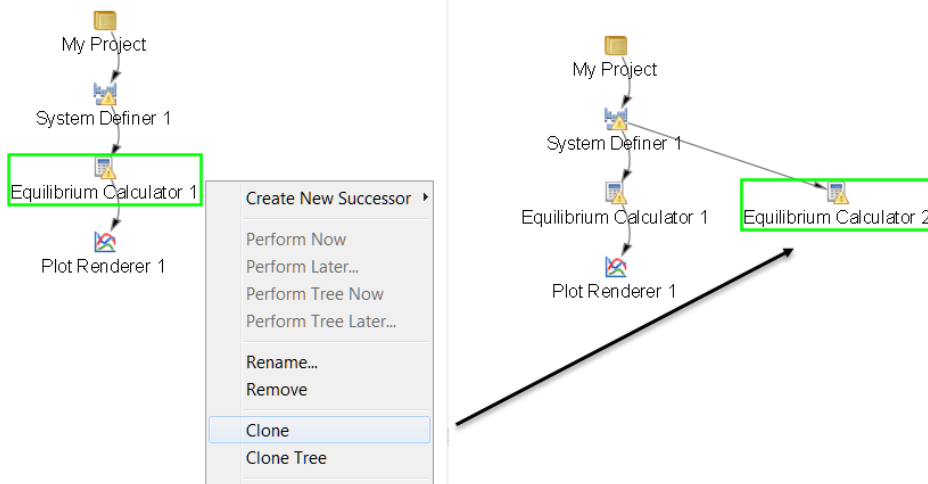 My Project
System Definer 1
Equilibrium Calculator 1
Plot Renderer 1
Create New Successor
Perform Now
Perform Later...
Perform Tree Now
Perform Tree Later...
Rename...
Remove
Clone
Clone Tree
My Project
System Definer 1
Equilibrium Calculator 1
Equilibrium Calculator 2
Plot Renderer 1